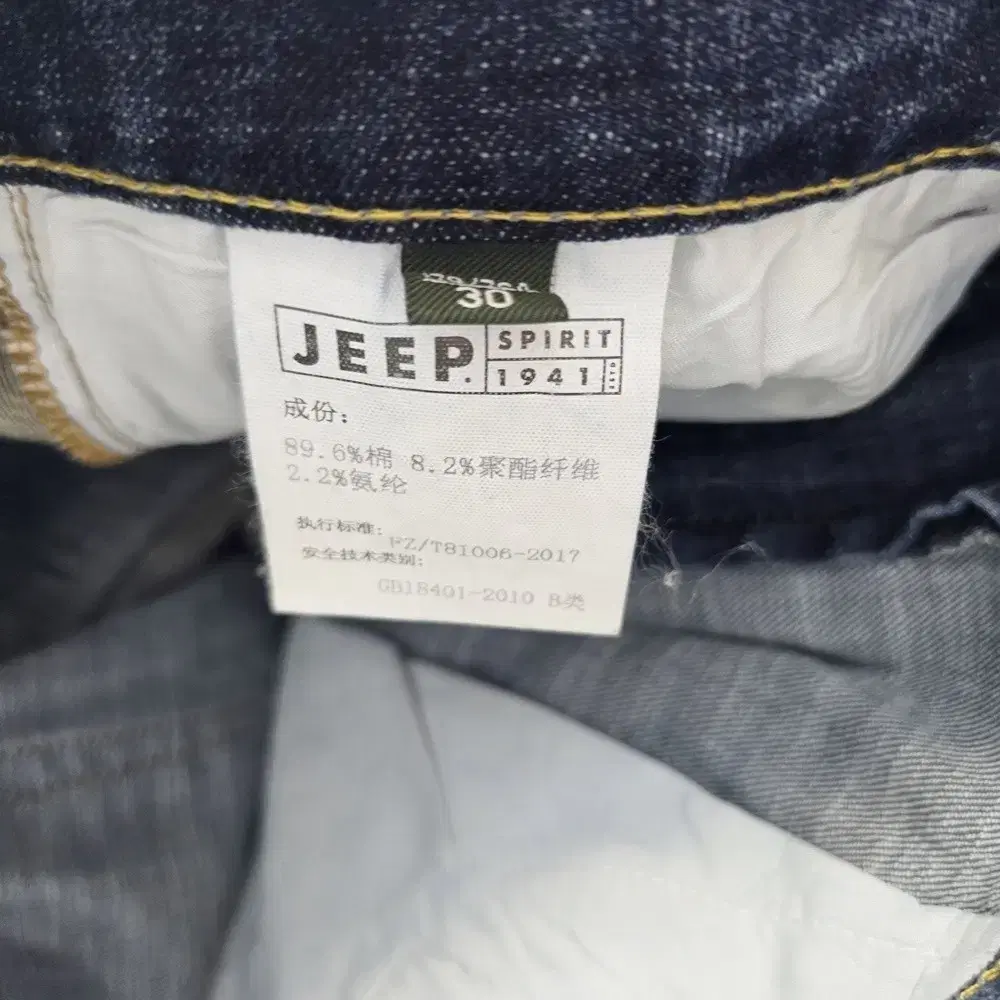 30
JEEP.
SPIRIT
1941
成份:
89.6%棉 8.2%聚酯纤维
2.2%氨纶
执行标准:
FZ/T81006-2017
安全技术类别:
GB18401-2010 B类